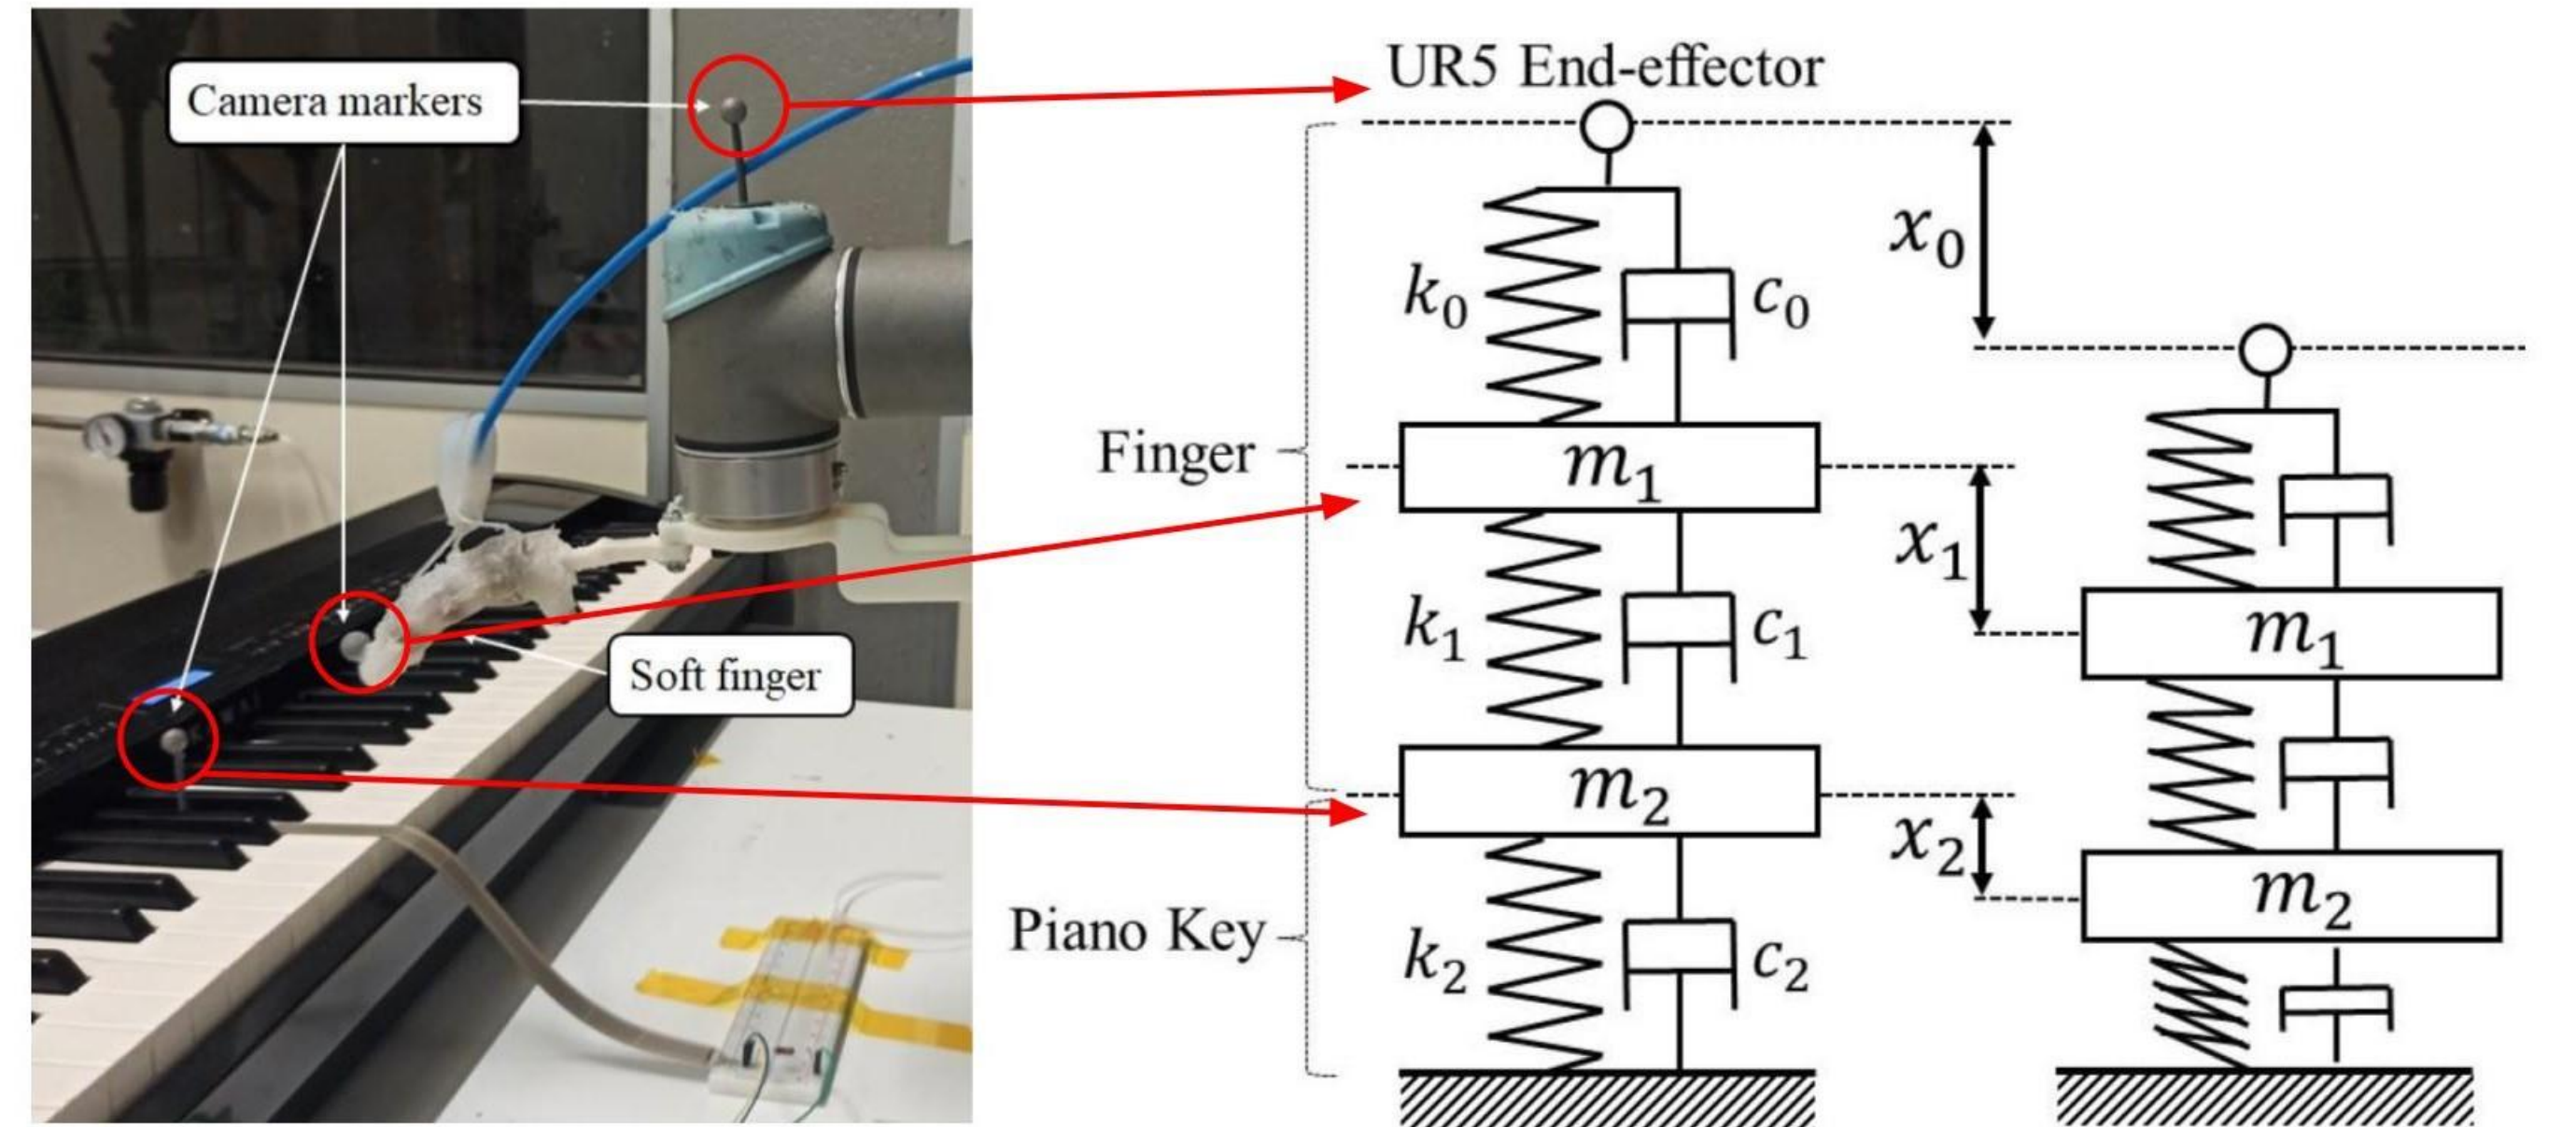 Camera markers
Soft finger
UR5 End-effector
x0
k0
c0
Finger
m1
x1
k1
c1
m1
m2
x2
m2
Piano Key
k2
c2